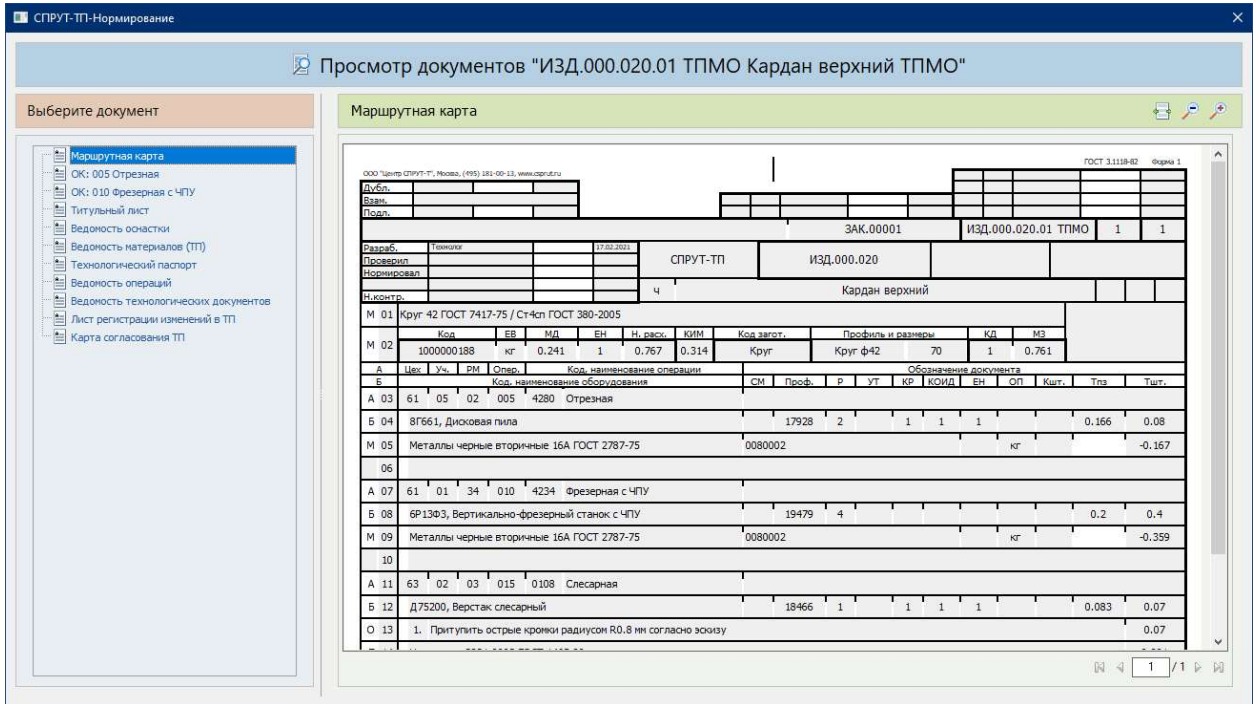 СПРУТ-ТП-Нормирование
Просмотр документов "ИЗД.000.020.01 ТПМО Кардан верхний ТПМО"
Выберите документ
Маршрутная карта
ОК: 005 Отрезная
ОК: 010 Фрезерная с ЧПУ
Титульный лист
Ведомость оснастки
Ведомость материалов (ТП)
Технологический паспорт
Ведомость операций
Ведомость технологических документов
Лист регистрации изменений в ТП
Карта согласования ТП
Маршрутная карта
ГОСТ 3.1118-82 Форма 1
ООО "Центр СПРУТ-Т", Москва, (495) 181-00-13, www.csprut.ru
Дубл.
Взам.
Подл.
ЗАК.00001 ИЗД.000.020.01 ТПМО 1 1
Разраб. Технолог 17.02.2021
Проверил СПРУТ-ТП ИЗД.000.020
Нормировал
ч Кардан верхний
Н.контр.
М 01 Круг 42 ГОСТ 7417-75 / Ст4сп ГОСТ 380-2005
Код ЕВ МД ЕН Н. расх. КИМ Код загот. Профиль и размеры КД МЗ
М 02 1000000188 кг 0.241 1 0.767 0.314 Круг Круг ф42 70 1 0.761
А Цех Уч. РМ Опер. Код, наименование операции Обозначение документа
Б Код, наименование оборудования СМ Проф. Р УТ КР КОИД ЕН ОП Кшт. Тпз Тшт.
А 03 61 05 02 005 4280 Отрезная
Б 04 8Г661, Дисковая пила 17928 2 1 1 1 0.166 0.08
М 05 Металлы черные вторичные 16А ГОСТ 2787-75 0080002 кг -0.167
06
А 07 61 01 34 010 4234 Фрезерная с ЧПУ
Б 08 6Р13Ф3, Вертикально-фрезерный станок с ЧПУ 19479 4 0.2 0.4
М 09 Металлы черные вторичные 16А ГОСТ 2787-75 0080002 кг -0.359
10
А 11 63 02 03 015 0108 Слесарная
Б 12 Д75200, Верстак слесарный 18466 1 1 1 1 0.083 0.07
О 13 1. Притупить острые кромки радиусом R0.8 мм согласно эскизу 0.07
1 / 1